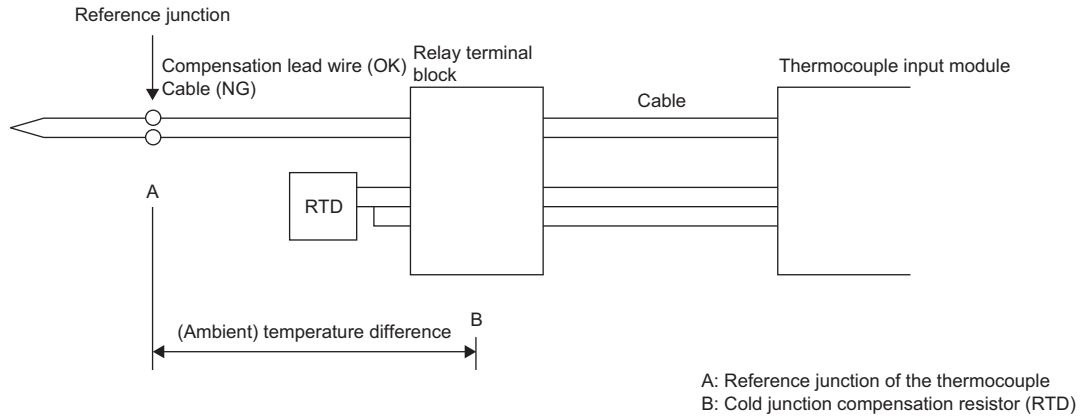 Reference junction
Compensation lead wire (OK)
Cable (NG)
Relay terminal
block
Thermocouple input module
Cable
A
RTD
B
(Ambient) temperature difference
A: Reference junction of the thermocouple
B: Cold junction compensation resistor (RTD)